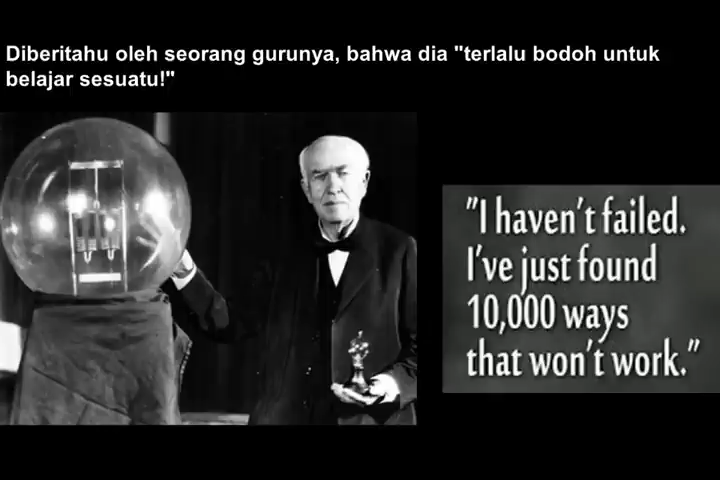 Diberitahu oleh seorang gurunya, bahwa dia "terlalu bodoh untuk
belajar sesuatu!"
"I haven't failed.
I've just found
10,000 ways
that won't work."